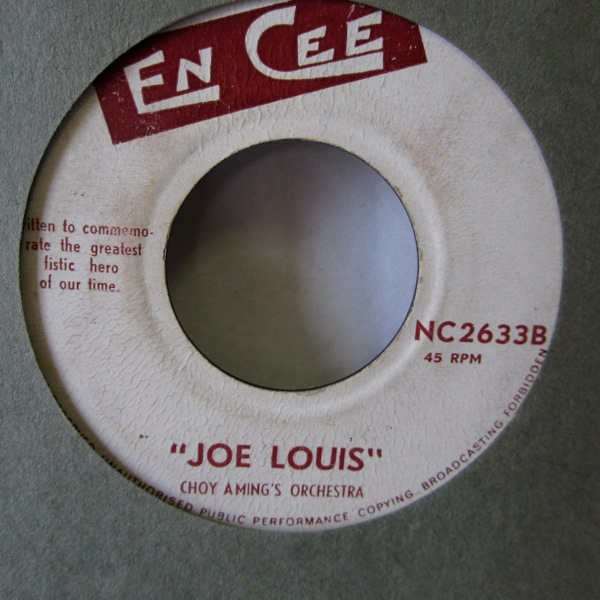 EN CEE
itten to commemo-
rate the greatest
fistic hero
of our time.
NC2633B
45 RPM
"JOE LOUIS"
CHOY AMING'S ORCHESTRA
UNAUTHORISED PUBLIC PERFORMANCE COPYING BROADCASTING FORBIDDEN